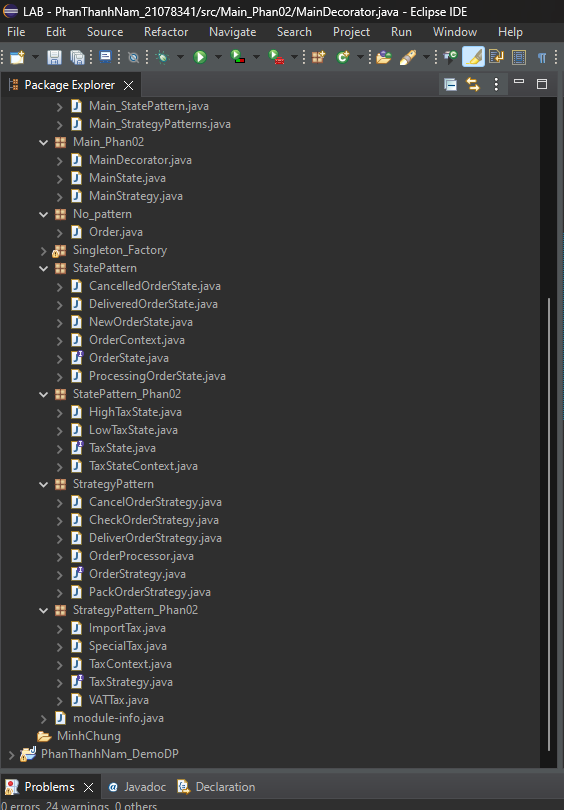 LAB - PhanThanhNam_21078341/src/Main_Phan02/MainDecorator.java - Eclipse IDE
File Edit Source Refactor Navigate Search Project Run Window Help
Package Explorer
Main_StatePattern.java
Main_StrategyPatterns.java
Main_Phan02
MainDecorator.java
MainState.java
MainStrategy.java
No_pattern
Order.java
Singleton_Factory
StatePattern
CancelledOrderState.java
DeliveredOrderState.java
NewOrderState.java
OrderContext.java
OrderState.java
ProcessingOrderState.java
StatePattern_Phan02
HighTaxState.java
LowTaxState.java
TaxState.java
TaxStateContext.java
StrategyPattern
CancelOrderStrategy.java
CheckOrderStrategy.java
DeliverOrderStrategy.java
OrderProcessor.java
OrderStrategy.java
PackOrderStrategy.java
StrategyPattern_Phan02
ImportTax.java
SpecialTax.java
TaxContext.java
TaxStrategy.java
VATTax.java
module-info.java
MinhChung
PhanThanhNam_DemoDP
Problems Javadoc Declaration
0 errors, 24 warnings, 0 others